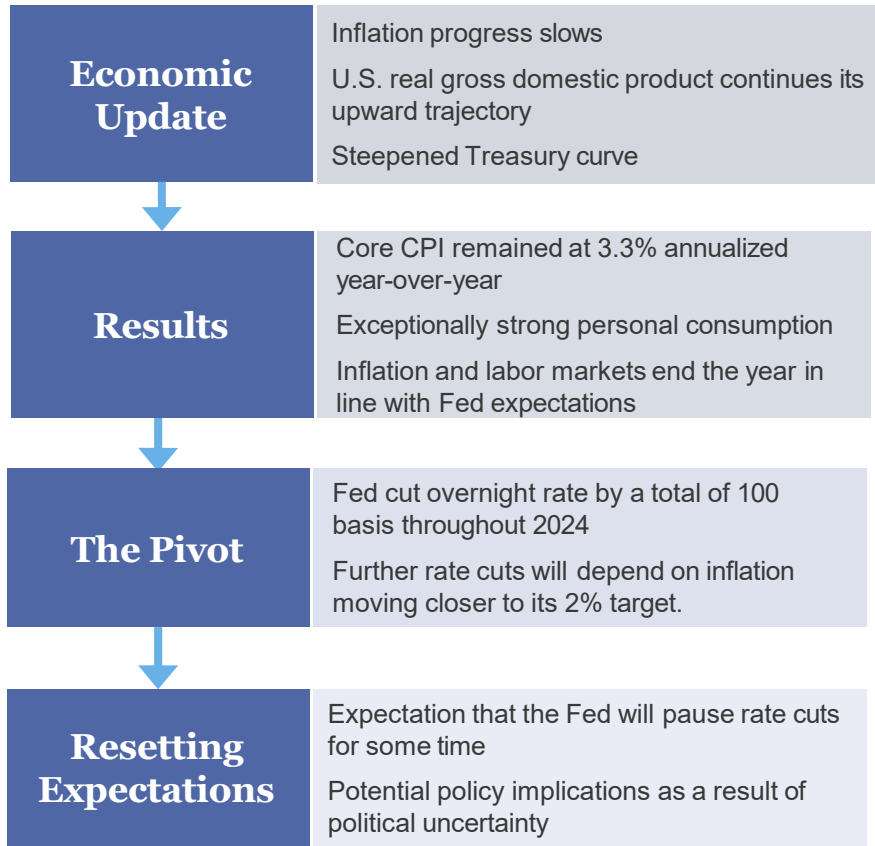 Economic
Update
Inflation progress slows
U.S. real gross domestic product continues its
upward trajectory
Steepened Treasury curve
Results
Core CPI remained at 3.3% annualized
year-over-year
Exceptionally strong personal consumption
Inflation and labor markets end the year in
line with Fed expectations
The Pivot
Fed cut overnight rate by a total of 100
basis throughout 2024
Further rate cuts will depend on inflation
moving closer to its 2% target.
Resetting
Expectations
Expectation that the Fed will pause rate cuts
for some time
Potential policy implications as a result of
political uncertainty